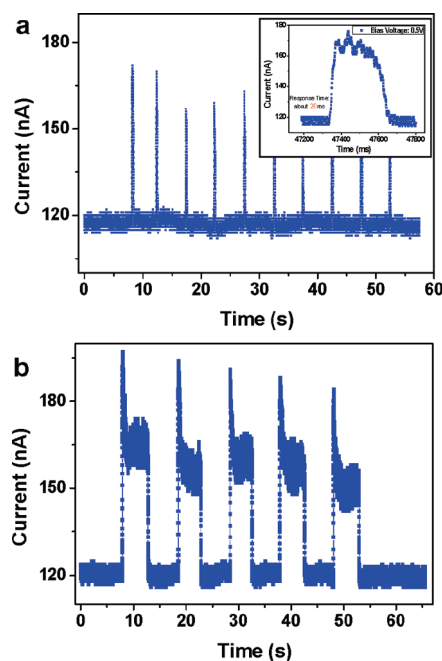 a
Current (nA)
180
150
120
0 10 20 30 40 50 60
Time (s)
Current (nA)
180
160
140
120
Bias Voltage: 0.5V
Response Time:
about 20ms
47200 47400 47600 47800
Time (ms)
b
Current (nA)
180
150
120
0 10 20 30 40 50 60
Time (s)